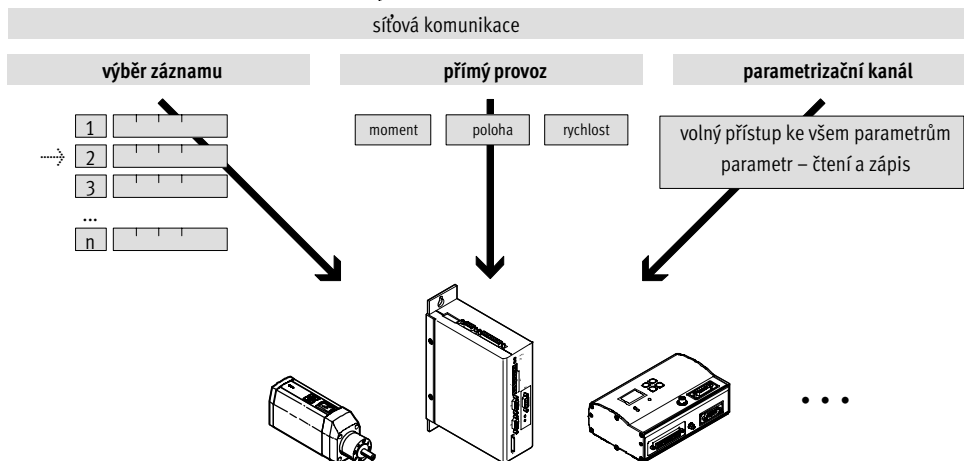 síťová komunikace
výběr záznamu
přímý provoz
parametrizační kanál
1
2
3
...
n
moment
poloha
rychlost
volný přístup ke všem parametrům
parametr – čtení a zápis
• • •